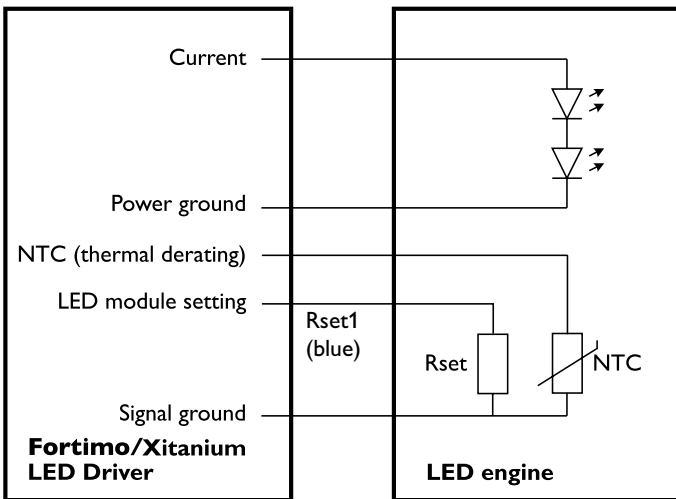 Current
Power ground
NTC (thermal derating)
LED module setting
Rset1
(blue)
Rset
NTC
Signal ground
Fortimo/Xitanium
LED Driver
LED engine